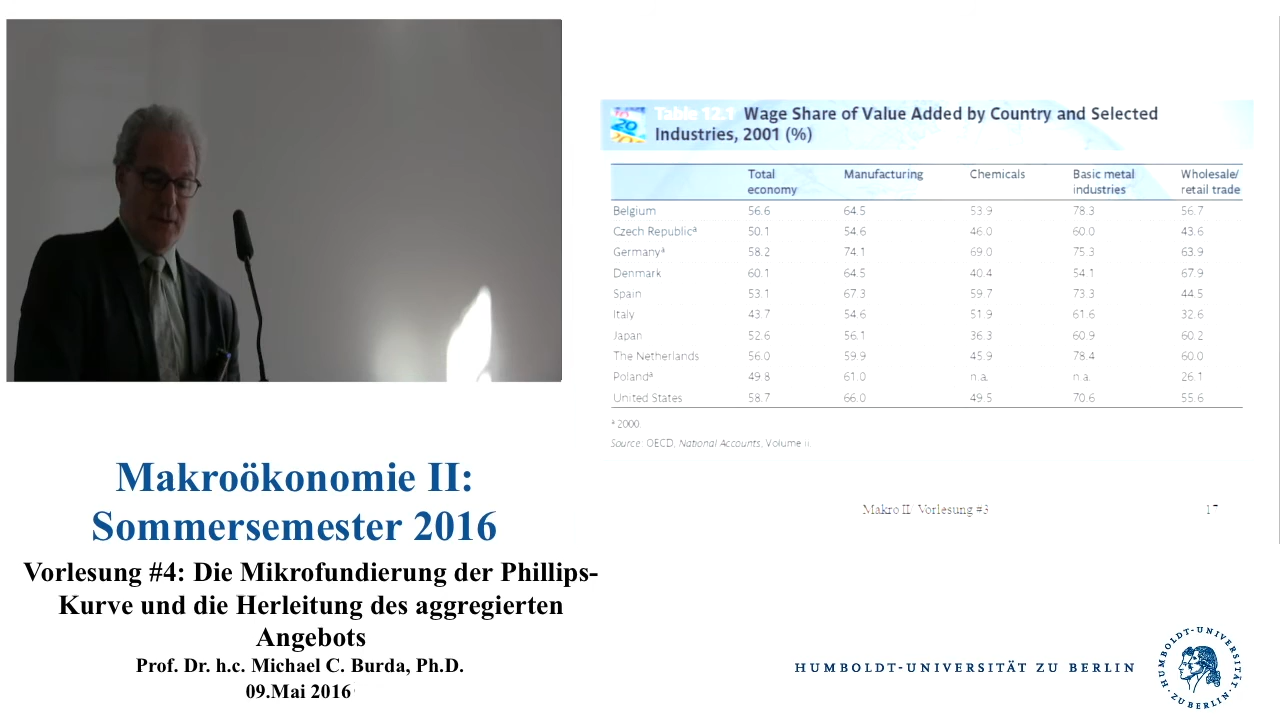 Table 12.1 Wage Share of Value Added by Country and Selected
Industries, 2001 (%)
Total economy Manufacturing Chemicals Basic metal industries Wholesale/ retail trade
Belgium 56.6 64.5 53.9 78.3 56.7
Czech Republicᵃ 50.1 54.6 46.0 60.0 43.6
Germanyᵃ 58.2 74.1 69.0 75.3 63.9
Denmark 60.1 64.5 40.4 54.1 67.9
Spain 53.1 67.3 59.7 73.3 44.5
Italy 43.7 54.6 51.9 61.6 32.6
Japan 52.6 56.1 36.3 60.9 60.2
The Netherlands 56.0 59.9 45.9 78.4 60.0
Polandᵃ 49.8 61.0 n.a. n.a. 26.1
United States 58.7 66.0 49.5 70.6 55.6
ᵃ 2000.
Source: OECD, National Accounts, Volume II.
Makro II/ Vorlesung #3 17
Makroökonomie II:
Sommersemester 2016
Vorlesung #4: Die Mikrofundierung der Phillips-
Kurve und die Herleitung des aggregierten
Angebots
Prof. Dr. h.c. Michael C. Burda, Ph.D.
09.Mai 2016
HUMBOLDT-UNIVERSITÄT ZU BERLIN
HUMBOLDT-UNIVERSITÄT ZU BERLIN